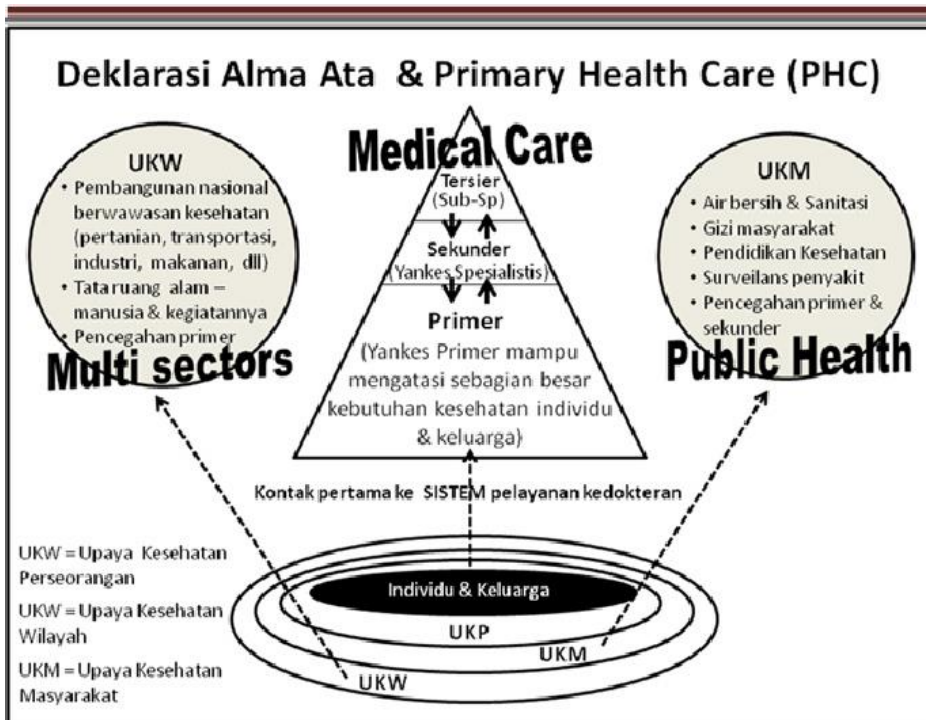 Deklarasi Alma Ata & Primary Health Care (PHC)
UKW
• Pembangunan nasional
berwawasan kesehatan
(pertanian, transportasi,
industri, makanan, dll)
• Tata ruang alam –
manusia & kegiatannya
• Pencegahan primer
Multi sectors
Medical Care
Tersier
(Sub-Sp)
Sekunder
(Yankes Spesialistis)
Primer
(Yankes Primer mampu
mengatasi sebagian besar
kebutuhan kesehatan individu
& keluarga)
UKM
• Air bersih & Sanitasi
• Gizi masyarakat
• Pendidikan Kesehatan
• Surveilans penyakit
• Pencegahan primer &
sekunder
Public Health
Kontak pertama ke SISTEM pelayanan kedokteran
UKW = Upaya Kesehatan
Perseorangan
UKW = Upaya Kesehatan
Wilayah
UKM = Upaya Kesehatan
Masyarakat
Individu & Keluarga
UKP
UKM
UKW